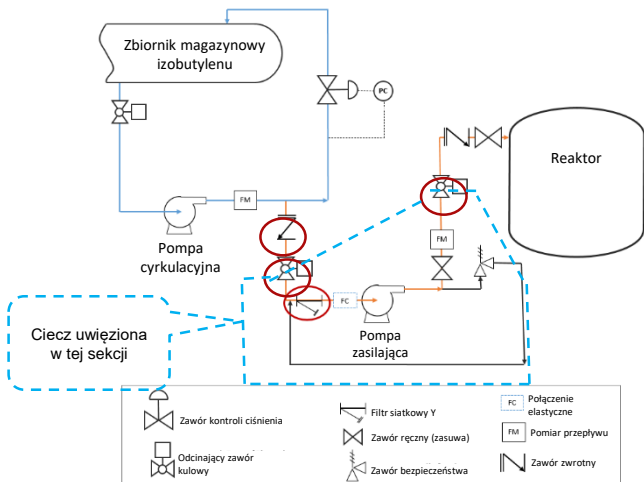 Zbiornik magazynowy
izobutylenu
PC
Reaktor
FM
Pompa
cyrkulacyjna
FM
FC
Pompa
zasilająca
Ciecz uwięziona
w tej sekcji
Zawór kontroli ciśnienia
Odcinający zawór
kulowy
Filtr siatkowy Y
Zawór ręczny (zasuwa)
Zawór bezpieczeństwa
FC
Połączenie
elastyczne
FM
Pomiar przepływu
Zawór zwrotny